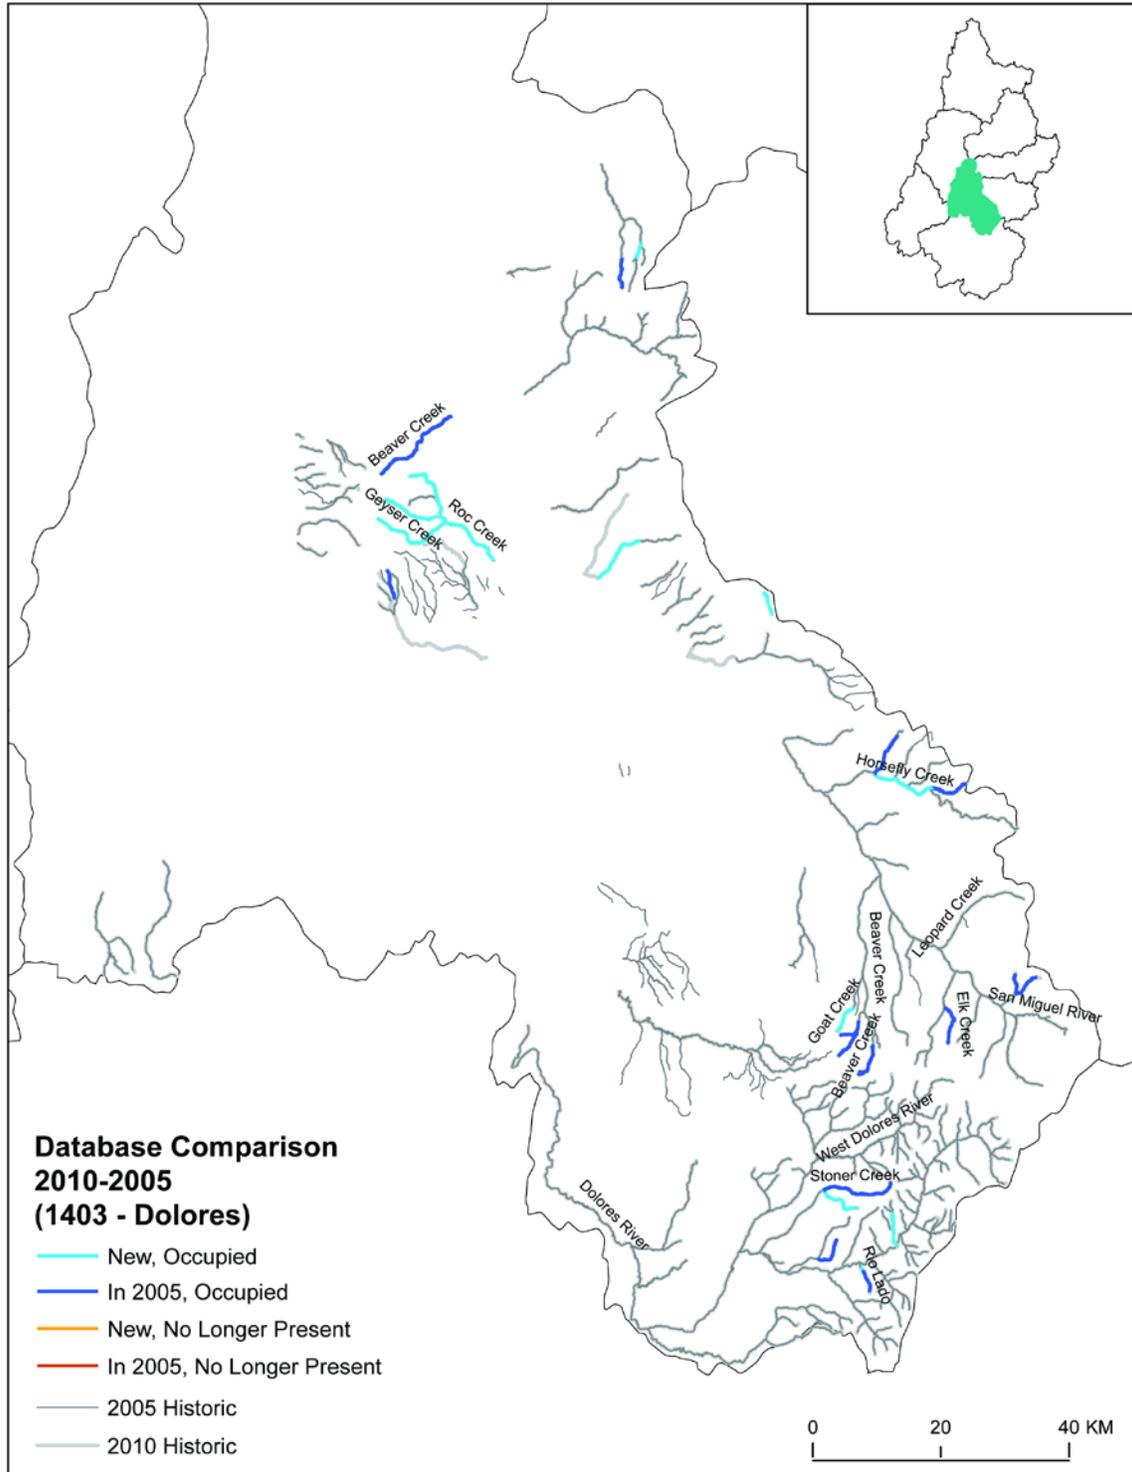 Beaver Creek
Geyser Creek
Roc Creek
Horsefly Creek
Leopard Creek
Beaver Creek
San Miguel River
Elk Creek
Goat Creek
Beaver Creek
West Dolores River
Stoner Creek
Dolores River
Rio Lado
Database Comparison
2010-2005
(1403 - Dolores)
New, Occupied
In 2005, Occupied
New, No Longer Present
In 2005, No Longer Present
2005 Historic
2010 Historic
0 20 40 KM